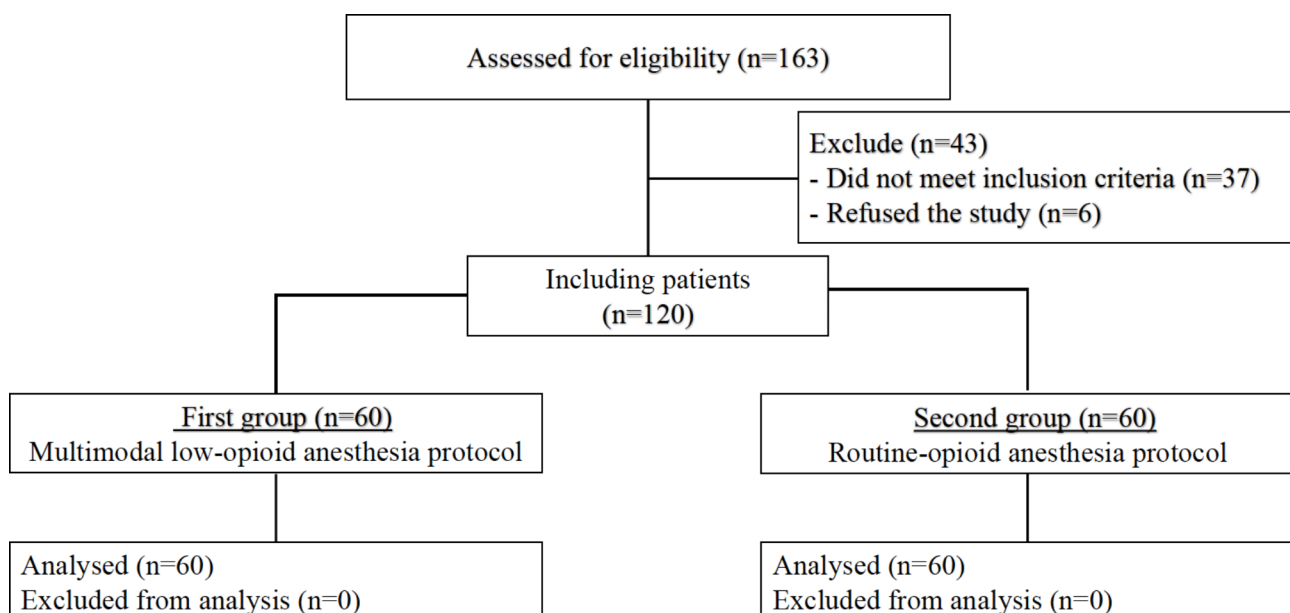 Assessed for eligibility (n=163)
Exclude (n=43)
- Did not meet inclusion criteria (n=37)
- Refused the study (n=6)
Including patients
(n=120)
First group (n=60)
Multimodal low-opioid anesthesia protocol
Second group (n=60)
Routine-opioid anesthesia protocol
Analysed (n=60)
Excluded from analysis (n=0)
Analysed (n=60)
Excluded from analysis (n=0)